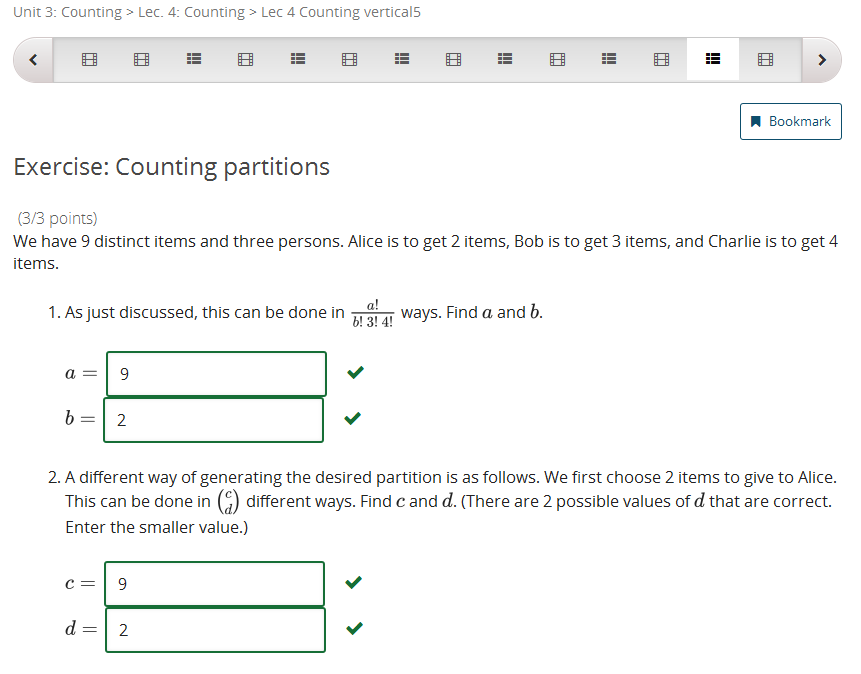 Unit 3: Counting > Lec. 4: Counting > Lec 4 Counting vertical5
Bookmark
Exercise: Counting partitions
(3/3 points)
We have 9 distinct items and three persons. Alice is to get 2 items, Bob is to get 3 items, and Charlie is to get 4
items.
1. As just discussed, this can be done in a!/(b! 3! 4!) ways. Find a and b.
a = 9
b = 2
2. A different way of generating the desired partition is as follows. We first choose 2 items to give to Alice.
This can be done in (c d) different ways. Find c and d. (There are 2 possible values of d that are correct.
Enter the smaller value.)
c = 9
d = 2